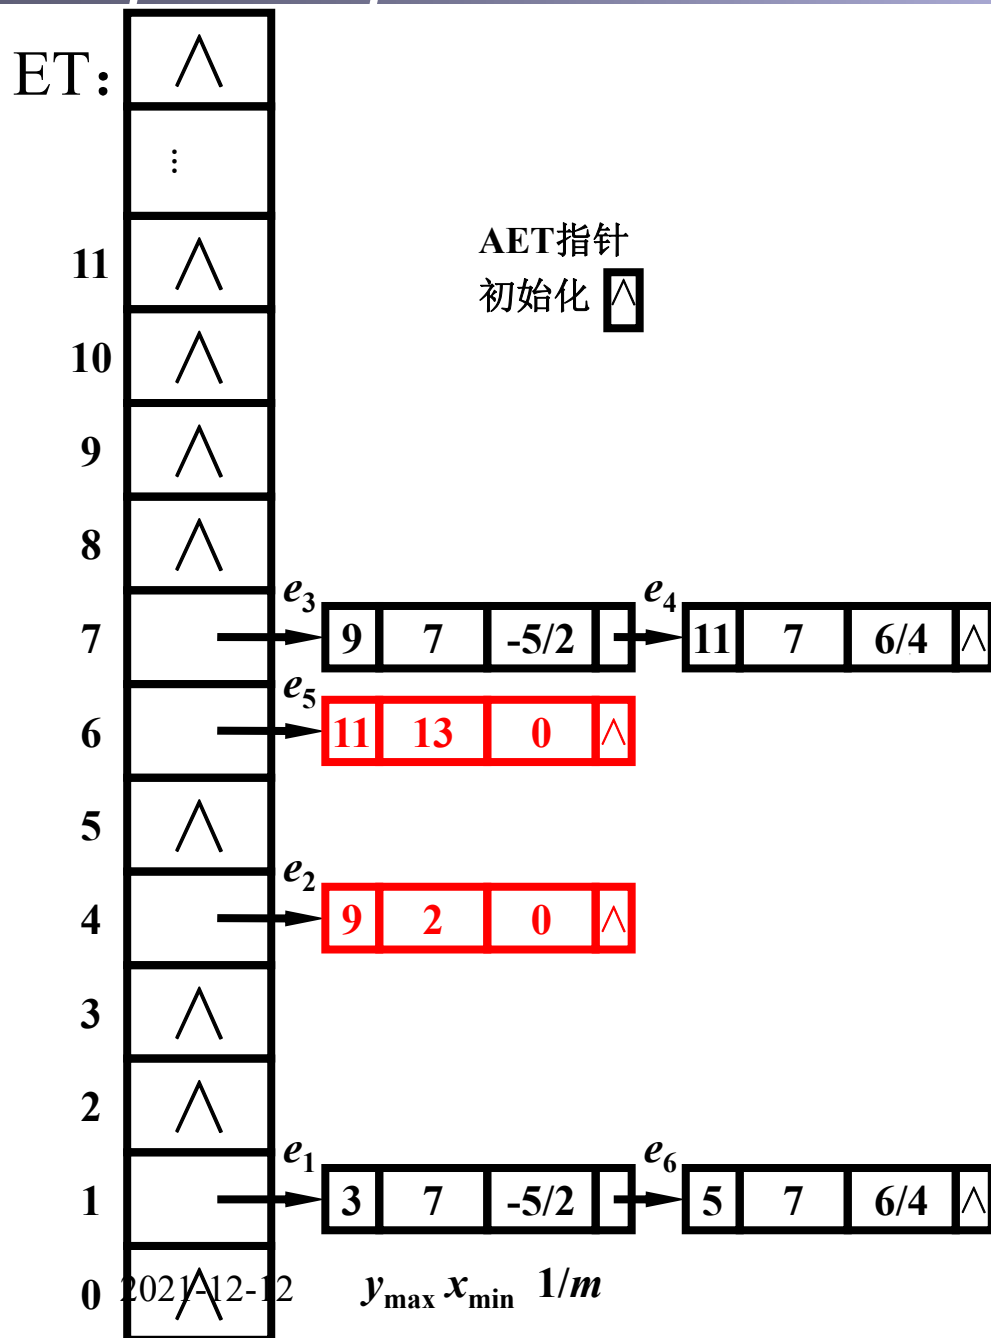 ET：
∧
⋮
11 ∧
AET指针
初始化 ∧
10 ∧
9 ∧
8 ∧
e₃ e₄
7 9 7 -5/2 11 7 6/4 ∧
e₅
6 11 13 0 ∧
5 ∧
e₂
4 9 2 0 ∧
3 ∧
2 ∧
e₁ e₆
1 3 7 -5/2 5 7 6/4 ∧
0 ∧ 2021-12-12 yₘₐₓ xₘᵢₙ 1/m